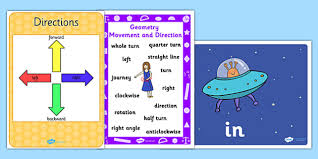 Directions
forward
left
right
backward
Geometry
Movement and Direction
whole turn
quarter turn
left
straight line
journey
right turn
clockwise
direction
rotation
half turn
right angle
anticlockwise
in